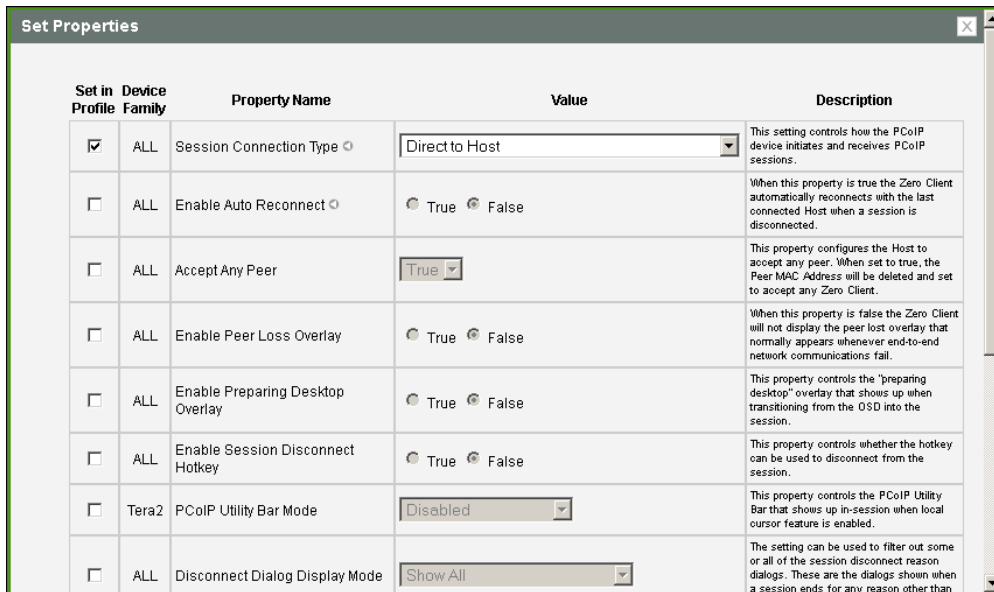 Set Properties
Set in Profile
Device Family
Property Name
Value
Description
ALL
Session Connection Type
Direct to Host
This setting controls how the PCoIP
device initiates and receives PCoIP
sessions.
ALL
Enable Auto Reconnect
True
False
When this property is true the Zero Client
automatically reconnects with the last
connected Host when a session is
disconnected.
ALL
Accept Any Peer
True
This property configures the Host to
accept any peer. When set to true, the
Peer MAC Address will be deleted and set
to accept any Zero Client.
ALL
Enable Peer Loss Overlay
True
False
When this property is false the Zero Client
will not display the peer lost overlay that
normally appears whenever end-to-end
network communications fail.
ALL
Enable Preparing Desktop
Overlay
True
False
This property controls the "preparing
desktop" overlay that shows up when
transitioning from the OSD into the
session.
ALL
Enable Session Disconnect
Hotkey
True
False
This property controls whether the hotkey
can be used to disconnect from the
session.
Tera2
PCoIP Utility Bar Mode
Disabled
This property controls the PCoIP Utility
Bar that shows up in-session when local
cursor feature is enabled.
ALL
Disconnect Dialog Display Mode
Show All
The setting can be used to filter out some
or all of the session disconnect reason
dialogs. These are the dialogs shown when
a session ends for any reason other than